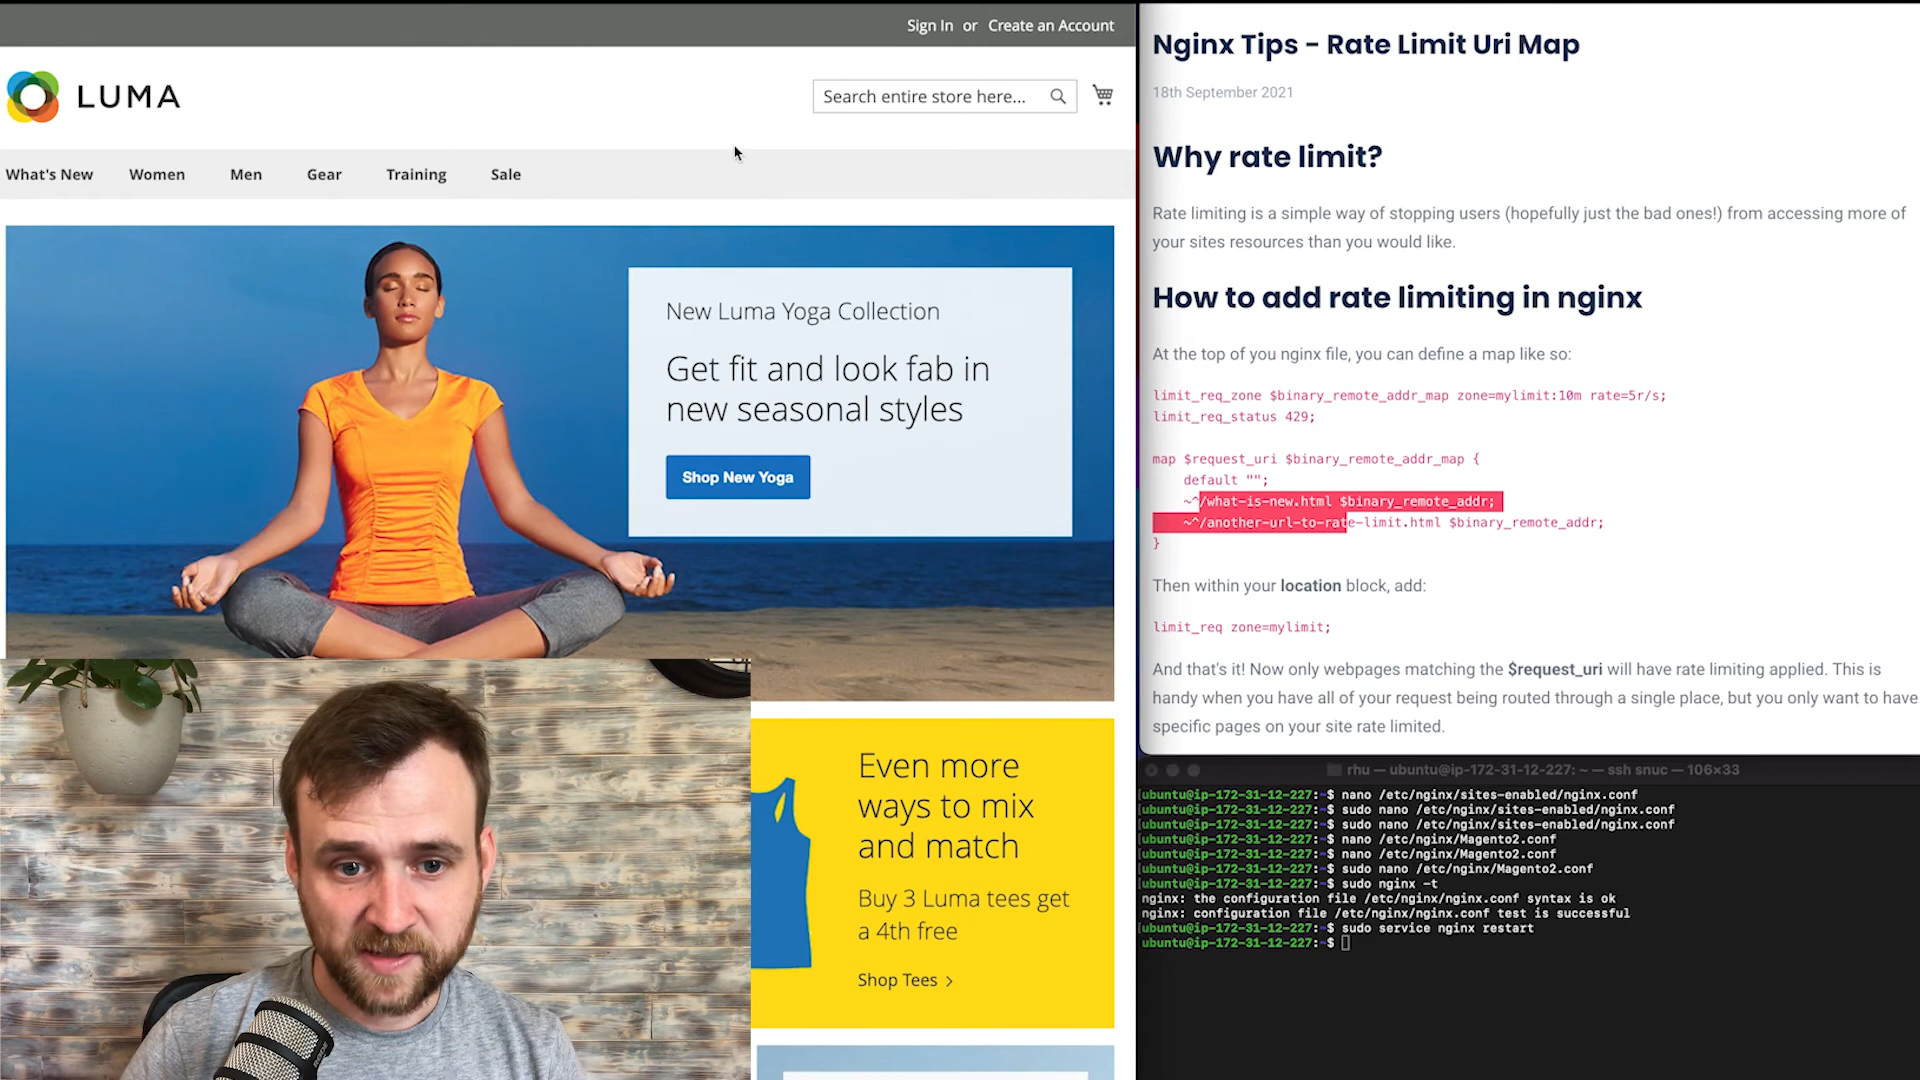 Sign In or Create an Account
LUMA
Search entire store here...
What's New Women Men Gear Training Sale
New Luma Yoga Collection
Get fit and look fab in
new seasonal styles
Shop New Yoga
Even more
ways to mix
and match
Buy 3 Luma tees get
a 4th free
Shop Tees >
Nginx Tips - Rate Limit Uri Map
18th September 2021
Why rate limit?
Rate limiting is a simple way of stopping users (hopefully just the bad ones!) from accessing more of
your sites resources than you would like.
How to add rate limiting in nginx
At the top of you nginx file, you can define a map like so:
limit_req_zone $binary_remote_addr_map zone=mylimit:10m rate=5r/s;
limit_req_status 429;
map $request_uri $binary_remote_addr_map {
default "";
~^/what-is-new.html $binary_remote_addr;
~^/another-url-to-rate-limit.html $binary_remote_addr;
}
Then within your location block, add:
limit_req zone=mylimit;
And that's it! Now only webpages matching the $request_uri will have rate limiting applied. This is
handy when you have all of your request being routed through a single place, but you only want to have
specific pages on your site rate limited.
rhu — ubuntu@ip-172-31-12-227: ~ — ssh snuc — 106×33
[ubuntu@ip-172-31-12-227:~$ nano /etc/nginx/sites-enabled/nginx.conf
[ubuntu@ip-172-31-12-227:~$ sudo nano /etc/nginx/sites-enabled/nginx.conf
[ubuntu@ip-172-31-12-227:~$ sudo nano /etc/nginx/sites-enabled/nginx.conf
[ubuntu@ip-172-31-12-227:~$ nano /etc/nginx/Magento2.conf
[ubuntu@ip-172-31-12-227:~$ nano /etc/nginx/Magento2.conf
[ubuntu@ip-172-31-12-227:~$ sudo nano /etc/nginx/Magento2.conf
[ubuntu@ip-172-31-12-227:~$ sudo nginx -t
nginx: the configuration file /etc/nginx/nginx.conf syntax is ok
nginx: configuration file /etc/nginx/nginx.conf test is successful
[ubuntu@ip-172-31-12-227:~$ sudo service nginx restart
ubuntu@ip-172-31-12-227:~$